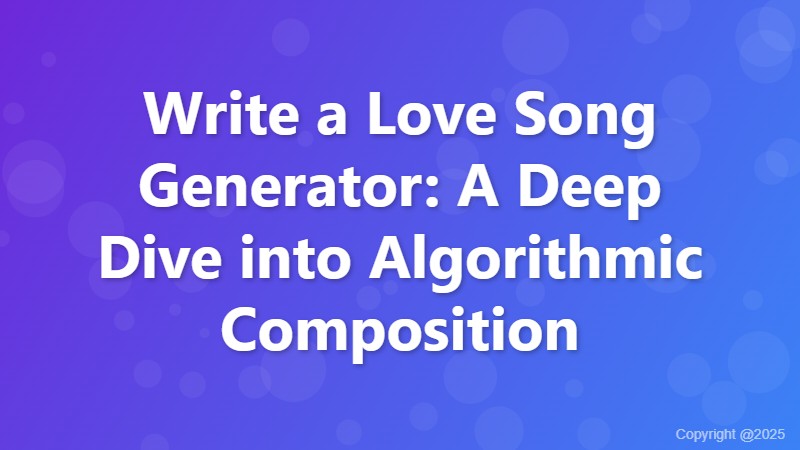 Write a Love Song
Generator: A Deep
Dive into Algorithmic
Composition
Copyright @2025